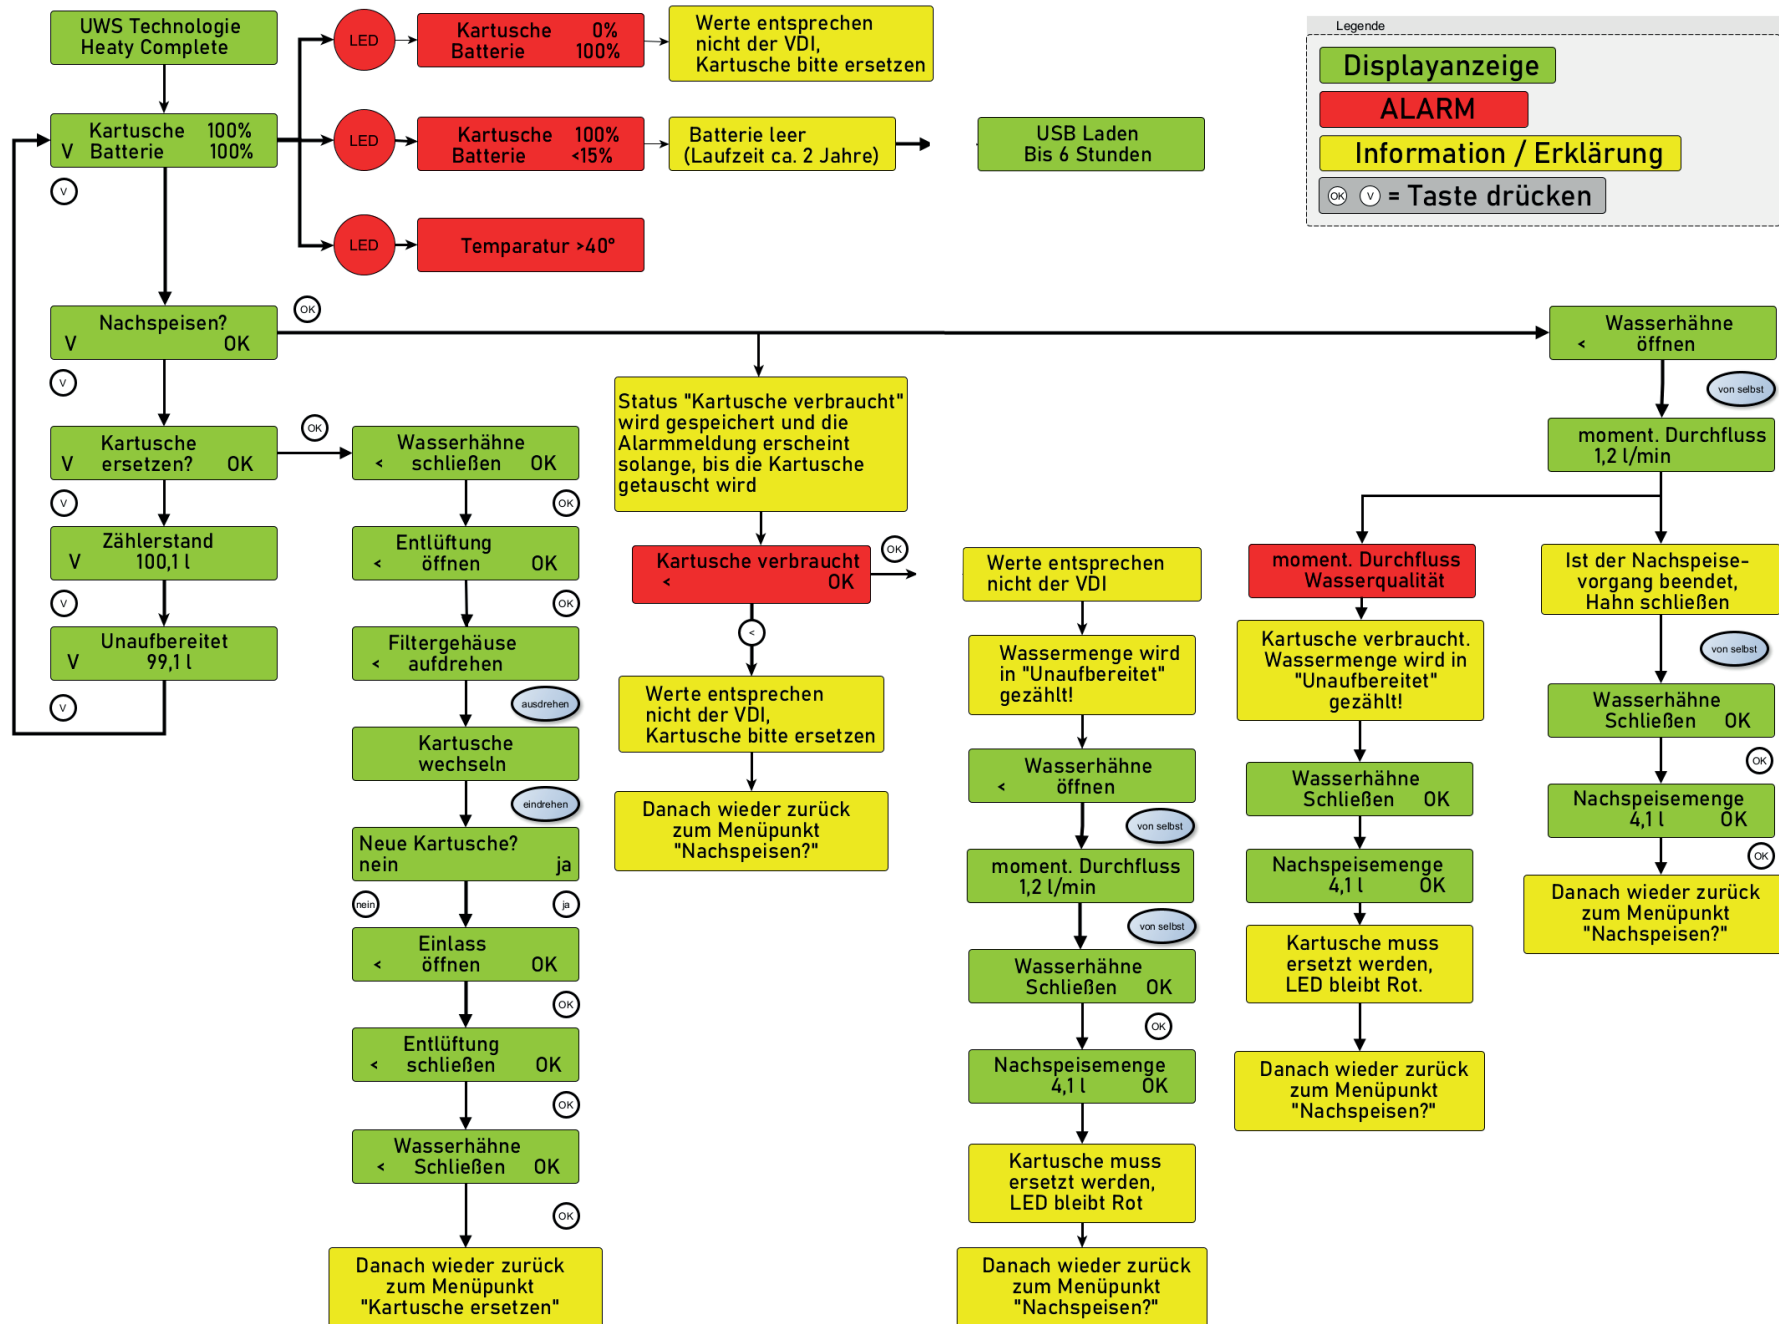 UWS Technologie
Heaty Complete
Kartusche 100%
V Batterie 100%
V
LED
Kartusche 0%
Batterie 100%
Werte entsprechen
nicht der VDI,
Kartusche bitte ersetzen
LED
Kartusche 100%
Batterie <15%
Batterie leer
(Laufzeit ca. 2 Jahre)
USB Laden
Bis 6 Stunden
LED
Temparatur >40°
Legende
Displayanzeige
ALARM
Information / Erklärung
OK V = Taste drücken
Nachspeisen?
V OK
OK
V
Kartusche
V ersetzen? OK
OK
V
Zählerstand
V 100,1 l
V
Unaufbereitet
V 99,1 l
V
Wasserhähne
< schließen OK
OK
Entlüftung
< öffnen OK
OK
Filtergehäuse
< aufdrehen
ausdrehen
Kartusche
wechseln
eindrehen
Neue Kartusche?
nein ja
nein ja
Einlass
< öffnen OK
OK
Entlüftung
< schließen OK
OK
Wasserhähne
< Schließen OK
OK
Danach wieder zurück
zum Menüpunkt
"Kartusche ersetzen"
Status "Kartusche verbraucht"
wird gespeichert und die
Alarmmeldung erscheint
solange, bis die Kartusche
getauscht wird
Kartusche verbraucht
< OK
OK
<
Werte entsprechen
nicht der VDI,
Kartusche bitte ersetzen
Danach wieder zurück
zum Menüpunkt
"Nachspeisen?"
Werte entsprechen
nicht der VDI
Wassermenge wird
in "Unaufbereitet"
gezählt!
Wasserhähne
< öffnen
von selbst
moment. Durchfluss
1,2 l/min
von selbst
Wasserhähne
Schließen OK
OK
Nachspeisemenge
4,1 l OK
Kartusche muss
ersetzt werden,
LED bleibt Rot
Danach wieder zurück
zum Menüpunkt
"Nachspeisen?"
Wasserhähne
< öffnen
von selbst
moment. Durchfluss
1,2 l/min
moment. Durchfluss
Wasserqualität
Kartusche verbraucht.
Wassermenge wird in
"Unaufbereitet"
gezählt!
Wasserhähne
Schließen OK
Nachspeisemenge
4,1 l OK
Kartusche muss
ersetzt werden,
LED bleibt Rot.
Danach wieder zurück
zum Menüpunkt
"Nachspeisen?"
Ist der Nachspeise-
vorgang beendet,
Hahn schließen
von selbst
Wasserhähne
Schließen OK
OK
Nachspeisemenge
4,1 l OK
OK
Danach wieder zurück
zum Menüpunkt
"Nachspeisen?"